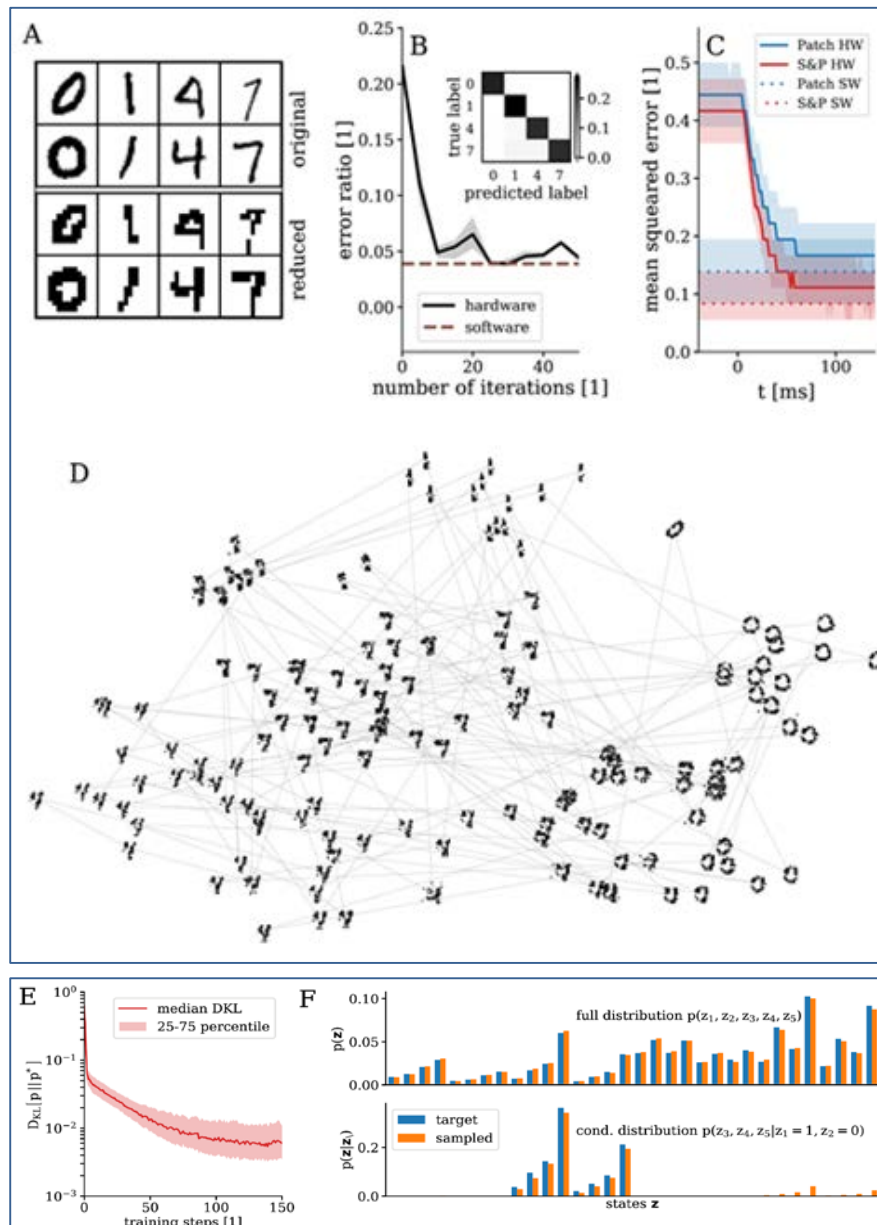 A
original
reduced
B
0.25
0.20
0.15
0.10
0.05
0.00
error ratio [1]
0
1
4
7
true label
0 1 4 7
predicted label
0.2
0.1
0.0
hardware
software
0 20 40
number of iterations [1]
C
Patch HW
S&P HW
Patch SW
S&P SW
0.5
0.4
0.3
0.2
0.1
0.0
mean squeared error [1]
0 100
t [ms]
D
E
10⁰
10⁻¹
10⁻²
10⁻³
D_KL[p||p*]
median DKL
25-75 percentile
0 50 100 150
training steps [1]
F
0.10
0.05
0.00
p(z)
full distribution p(z₁, z₂, z₃, z₄, z₅)
0.2
0.0
target
sampled
cond. distribution p(z₃, z₄, z₅|z₁ = 1, z₂ = 0)
states z